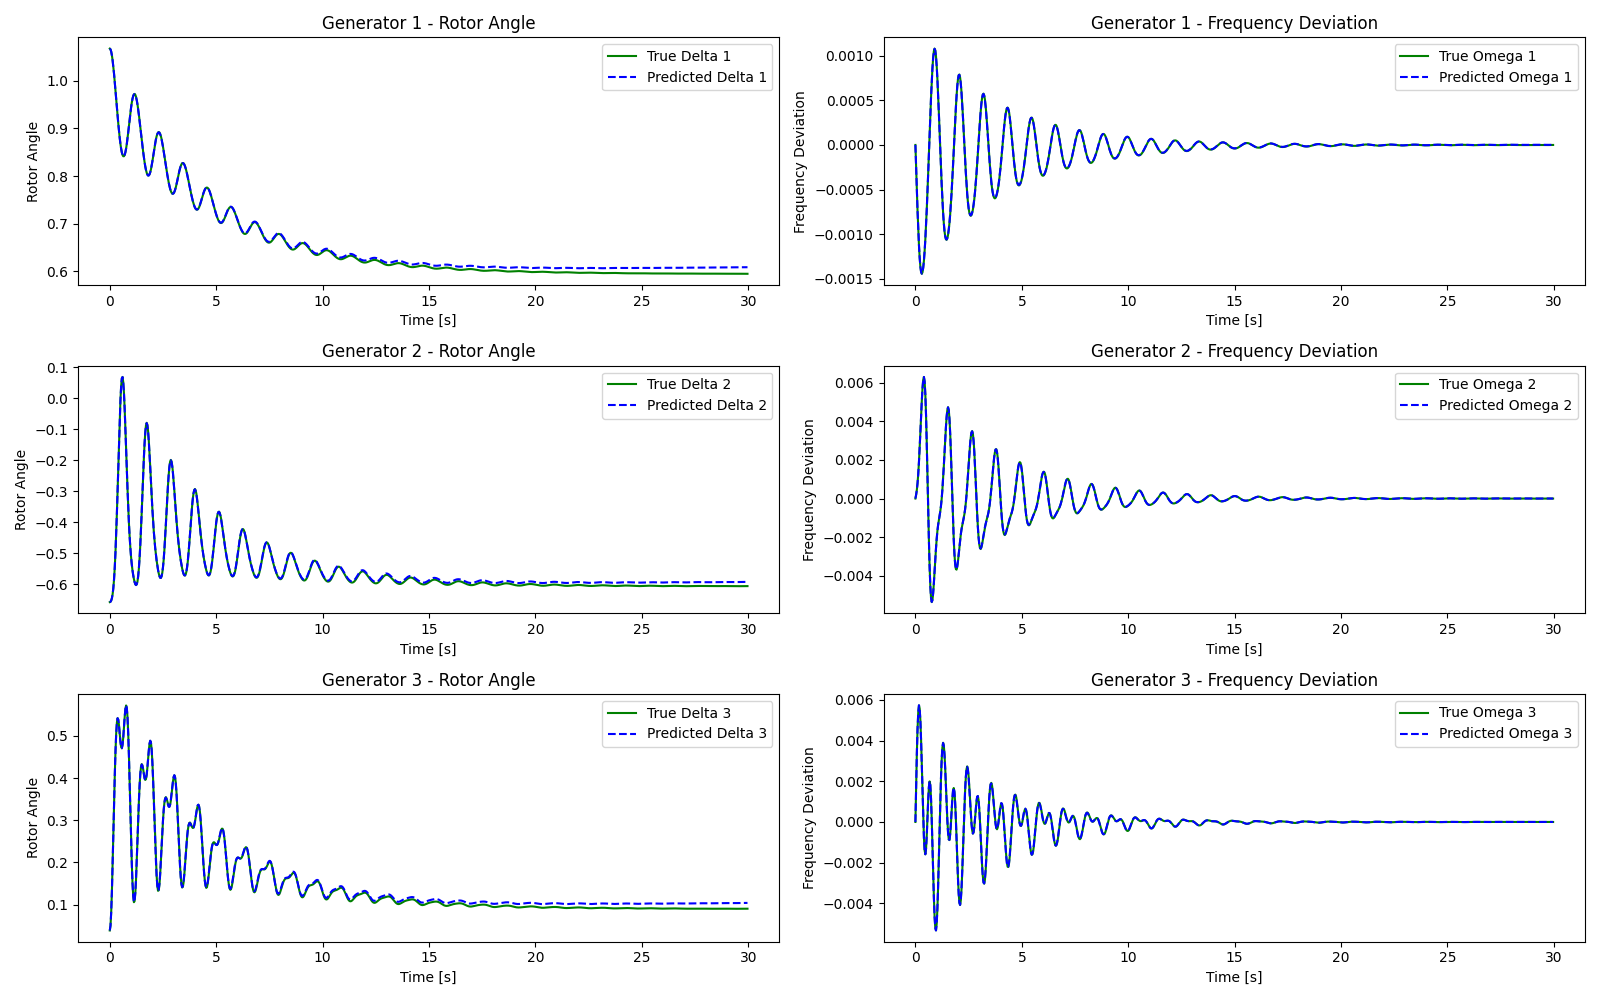 Generator 1 - Rotor Angle
True Delta 1
Predicted Delta 1
Rotor Angle
1.0
0.9
0.8
0.7
0.6
0 5 10 15 20 25 30
Time [s]
Generator 1 - Frequency Deviation
True Omega 1
Predicted Omega 1
Frequency Deviation
0.0010
0.0005
0.0000
−0.0005
−0.0010
−0.0015
0 5 10 15 20 25 30
Time [s]
Generator 2 - Rotor Angle
True Delta 2
Predicted Delta 2
Rotor Angle
0.1
0.0
−0.1
−0.2
−0.3
−0.4
−0.5
−0.6
0 5 10 15 20 25 30
Time [s]
Generator 2 - Frequency Deviation
True Omega 2
Predicted Omega 2
Frequency Deviation
0.006
0.004
0.002
0.000
−0.002
−0.004
0 5 10 15 20 25 30
Time [s]
Generator 3 - Rotor Angle
True Delta 3
Predicted Delta 3
Rotor Angle
0.5
0.4
0.3
0.2
0.1
0 5 10 15 20 25 30
Time [s]
Generator 3 - Frequency Deviation
True Omega 3
Predicted Omega 3
Frequency Deviation
0.006
0.004
0.002
0.000
−0.002
−0.004
0 5 10 15 20 25 30
Time [s]